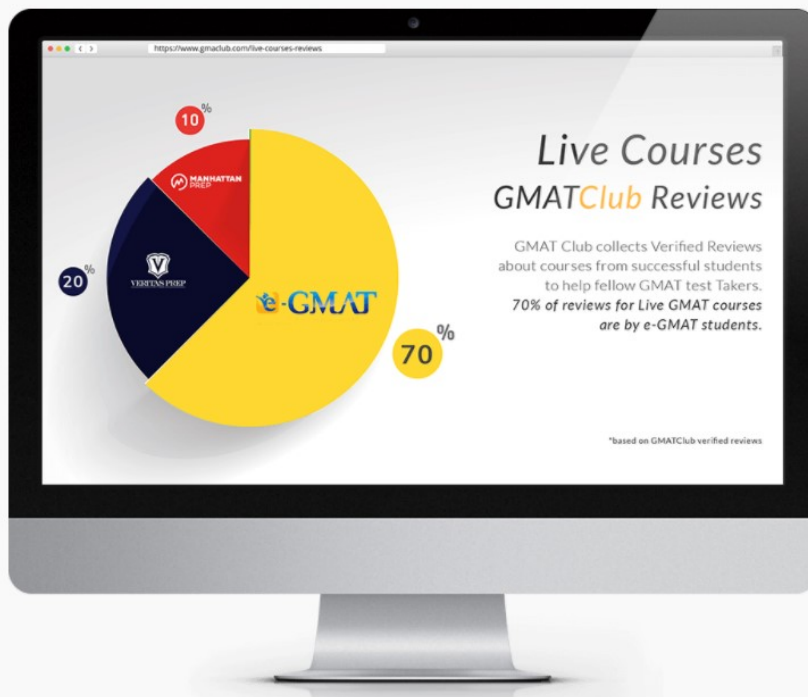 https://www.gmaclub.com/live-courses-reviews
10%
MANHATTAN
PREP
20%
VERITAS PREP
e-GMAT
70%
Live Courses
GMATClub Reviews
GMAT Club collects Verified Reviews
about courses from successful students
to help fellow GMAT test Takers.
70% of reviews for Live GMAT courses
are by e-GMAT students.
*based on GMATClub verified reviews